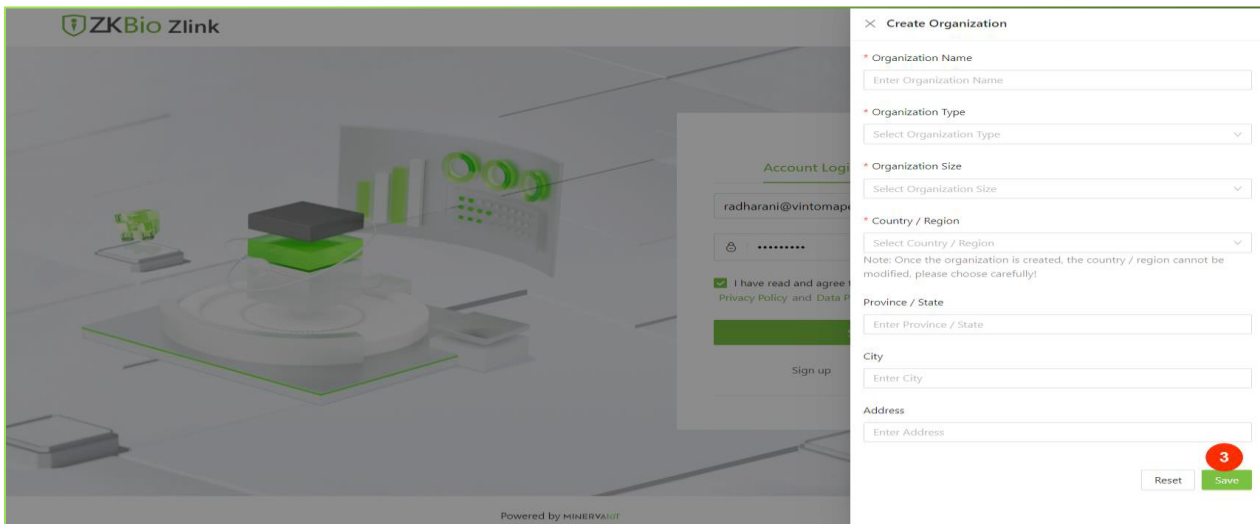 ZKBio Zlink
Account Logi
radharani@vintomape
I have read and agree
Privacy Policy and Data P
Sign up
Powered by MINERVAIOT
Create Organization
* Organization Name
Enter Organization Name
* Organization Type
Select Organization Type
* Organization Size
Select Organization Size
* Country / Region
Select Country / Region
Note: Once the organization is created, the country / region cannot be
modified, please choose carefully!
Province / State
Enter Province / State
City
Enter City
Address
Enter Address
3
Reset Save